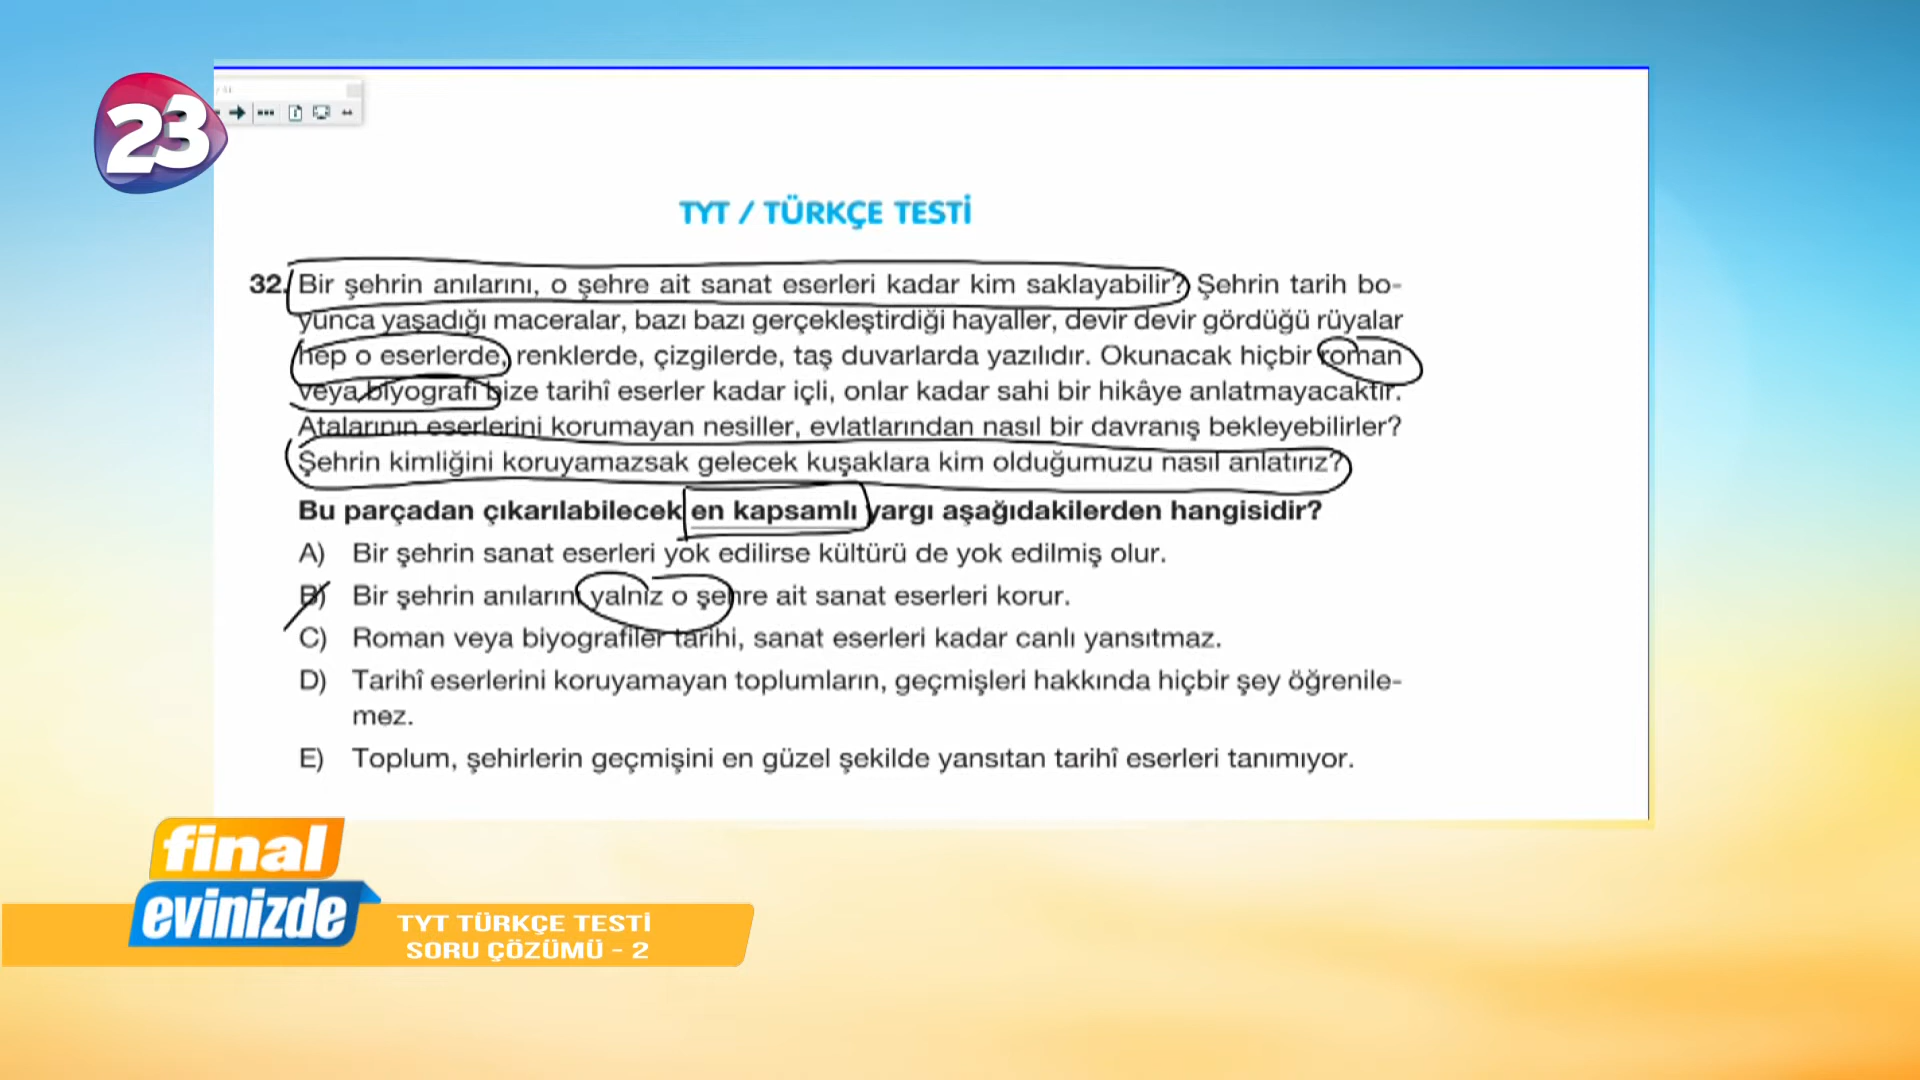 23
TYT / TÜRKÇE TESTİ
32. Bir şehrin anılarını, o şehre ait sanat eserleri kadar kim saklayabilir? Şehrin tarih bo-
yunca yaşadığı maceralar, bazı bazı gerçekleştirdiği hayaller, devir devir gördüğü rüyalar
hep o eserlerde, renklerde, çizgilerde, taş duvarlarda yazılıdır. Okunacak hiçbir roman
veya biyografi bize tarihî eserler kadar içli, onlar kadar sahi bir hikâye anlatmayacaktır.
Atalarının eserlerini korumayan nesiller, evlatlarından nasıl bir davranış bekleyebilirler?
Şehrin kimliğini koruyamazsak gelecek kuşaklara kim olduğumuzu nasıl anlatırız?
Bu parçadan çıkarılabilecek en kapsamlı yargı aşağıdakilerden hangisidir?
A) Bir şehrin sanat eserleri yok edilirse kültürü de yok edilmiş olur.
B) Bir şehrin anılarını yalnız o şehre ait sanat eserleri korur.
C) Roman veya biyografiler tarihi, sanat eserleri kadar canlı yansıtmaz.
D) Tarihî eserlerini koruyamayan toplumların, geçmişleri hakkında hiçbir şey öğrenile-
mez.
E) Toplum, şehirlerin geçmişini en güzel şekilde yansıtan tarihî eserleri tanımıyor.
final
evinizde
TYT TÜRKÇE TESTİ
SORU ÇÖZÜMÜ - 2